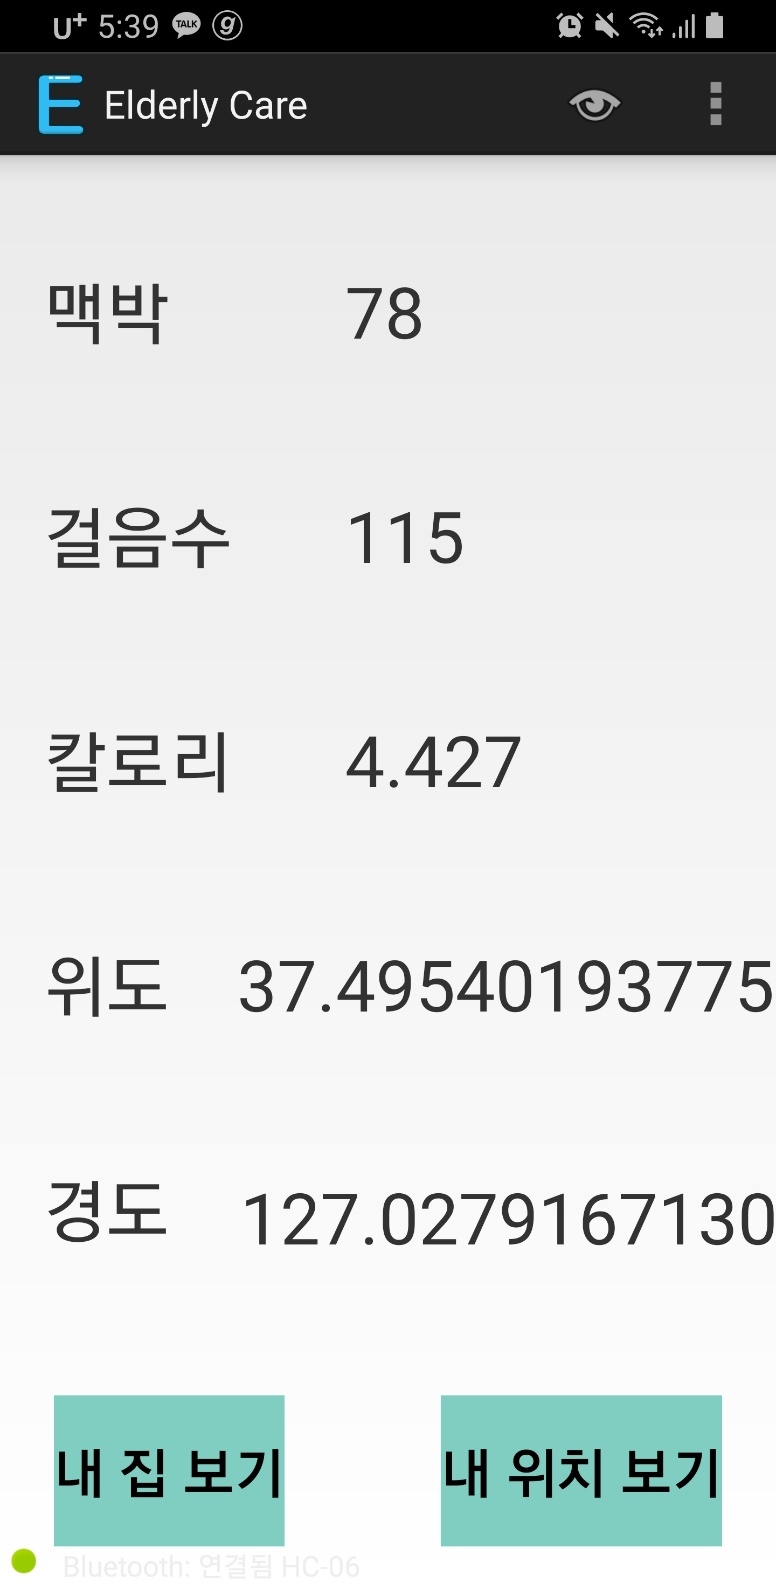 U+ 5:39 TALK g
E Elderly Care
맥박 78
걸음수 115
칼로리 4.427
위도 37.49540193775
경도 127.0279167130
내 집 보기 내 위치 보기
Bluetooth: 연결됨 HC-06